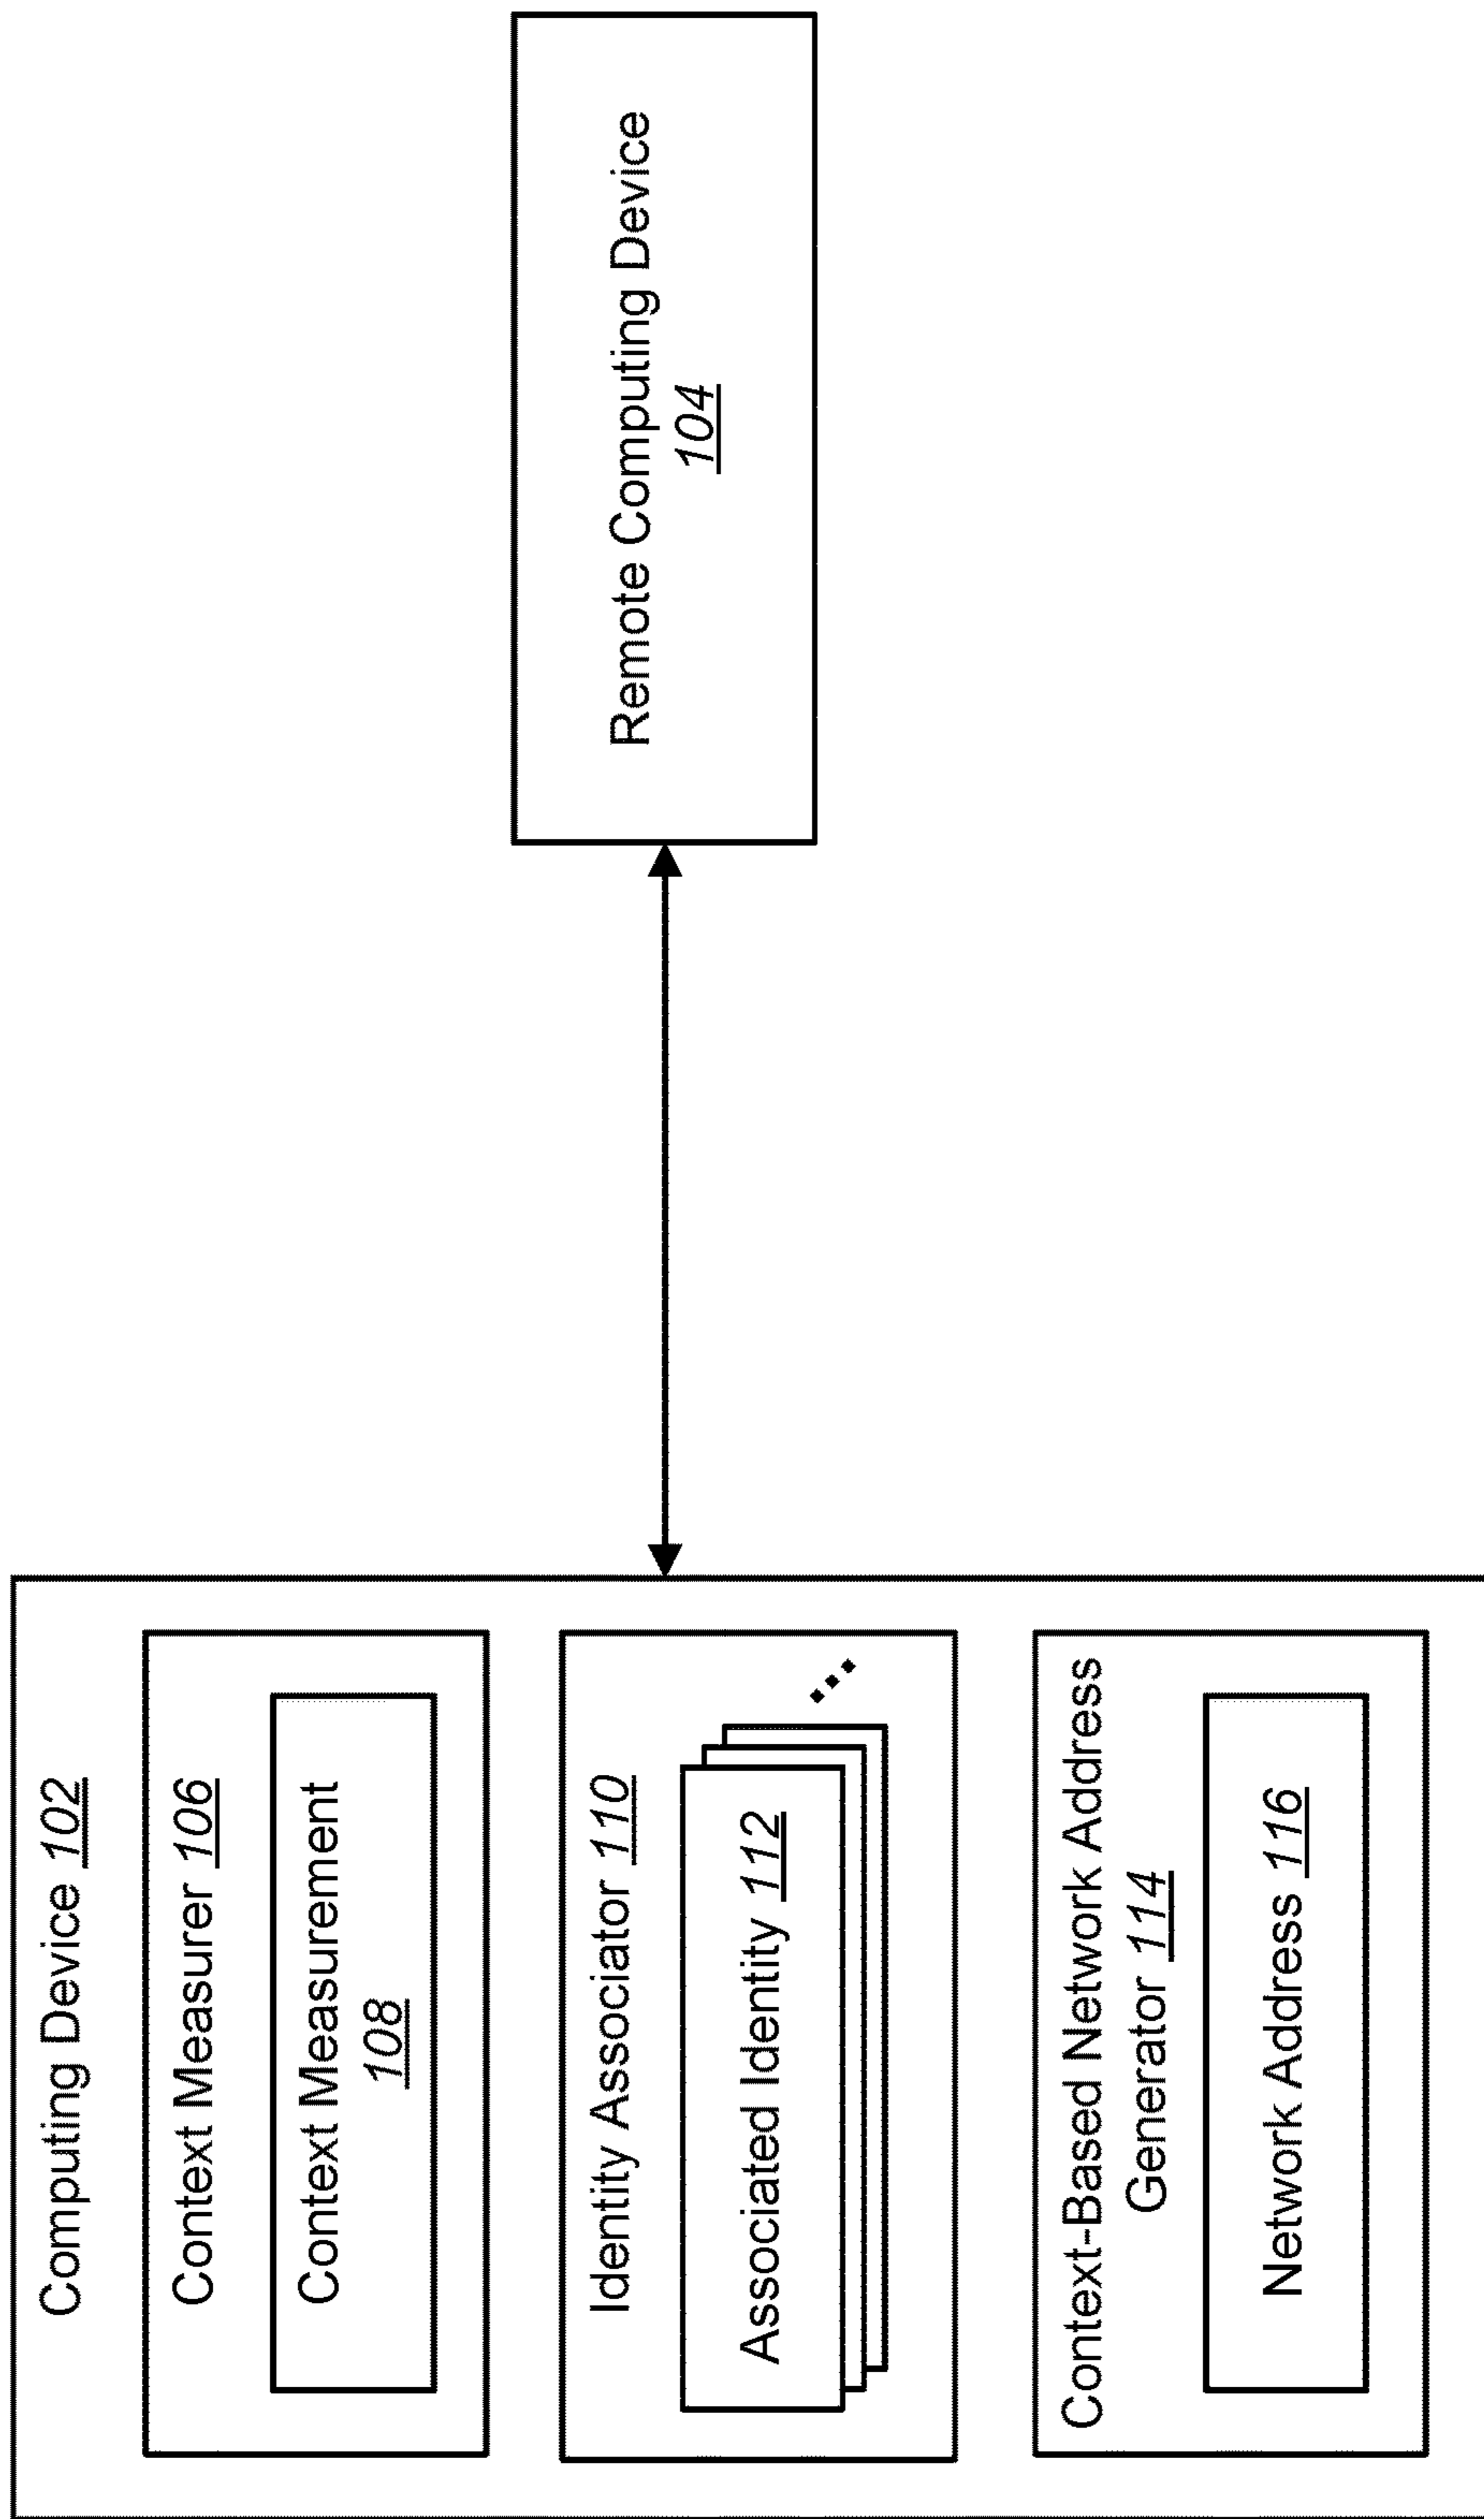 Computing Device 102
Context Measurer 106
Context Measurement
108
Identity Associator 110
Associated Identity 112
...
Context-Based Network Address
Generator 114
Network Address 116
Remote Computing Device
104